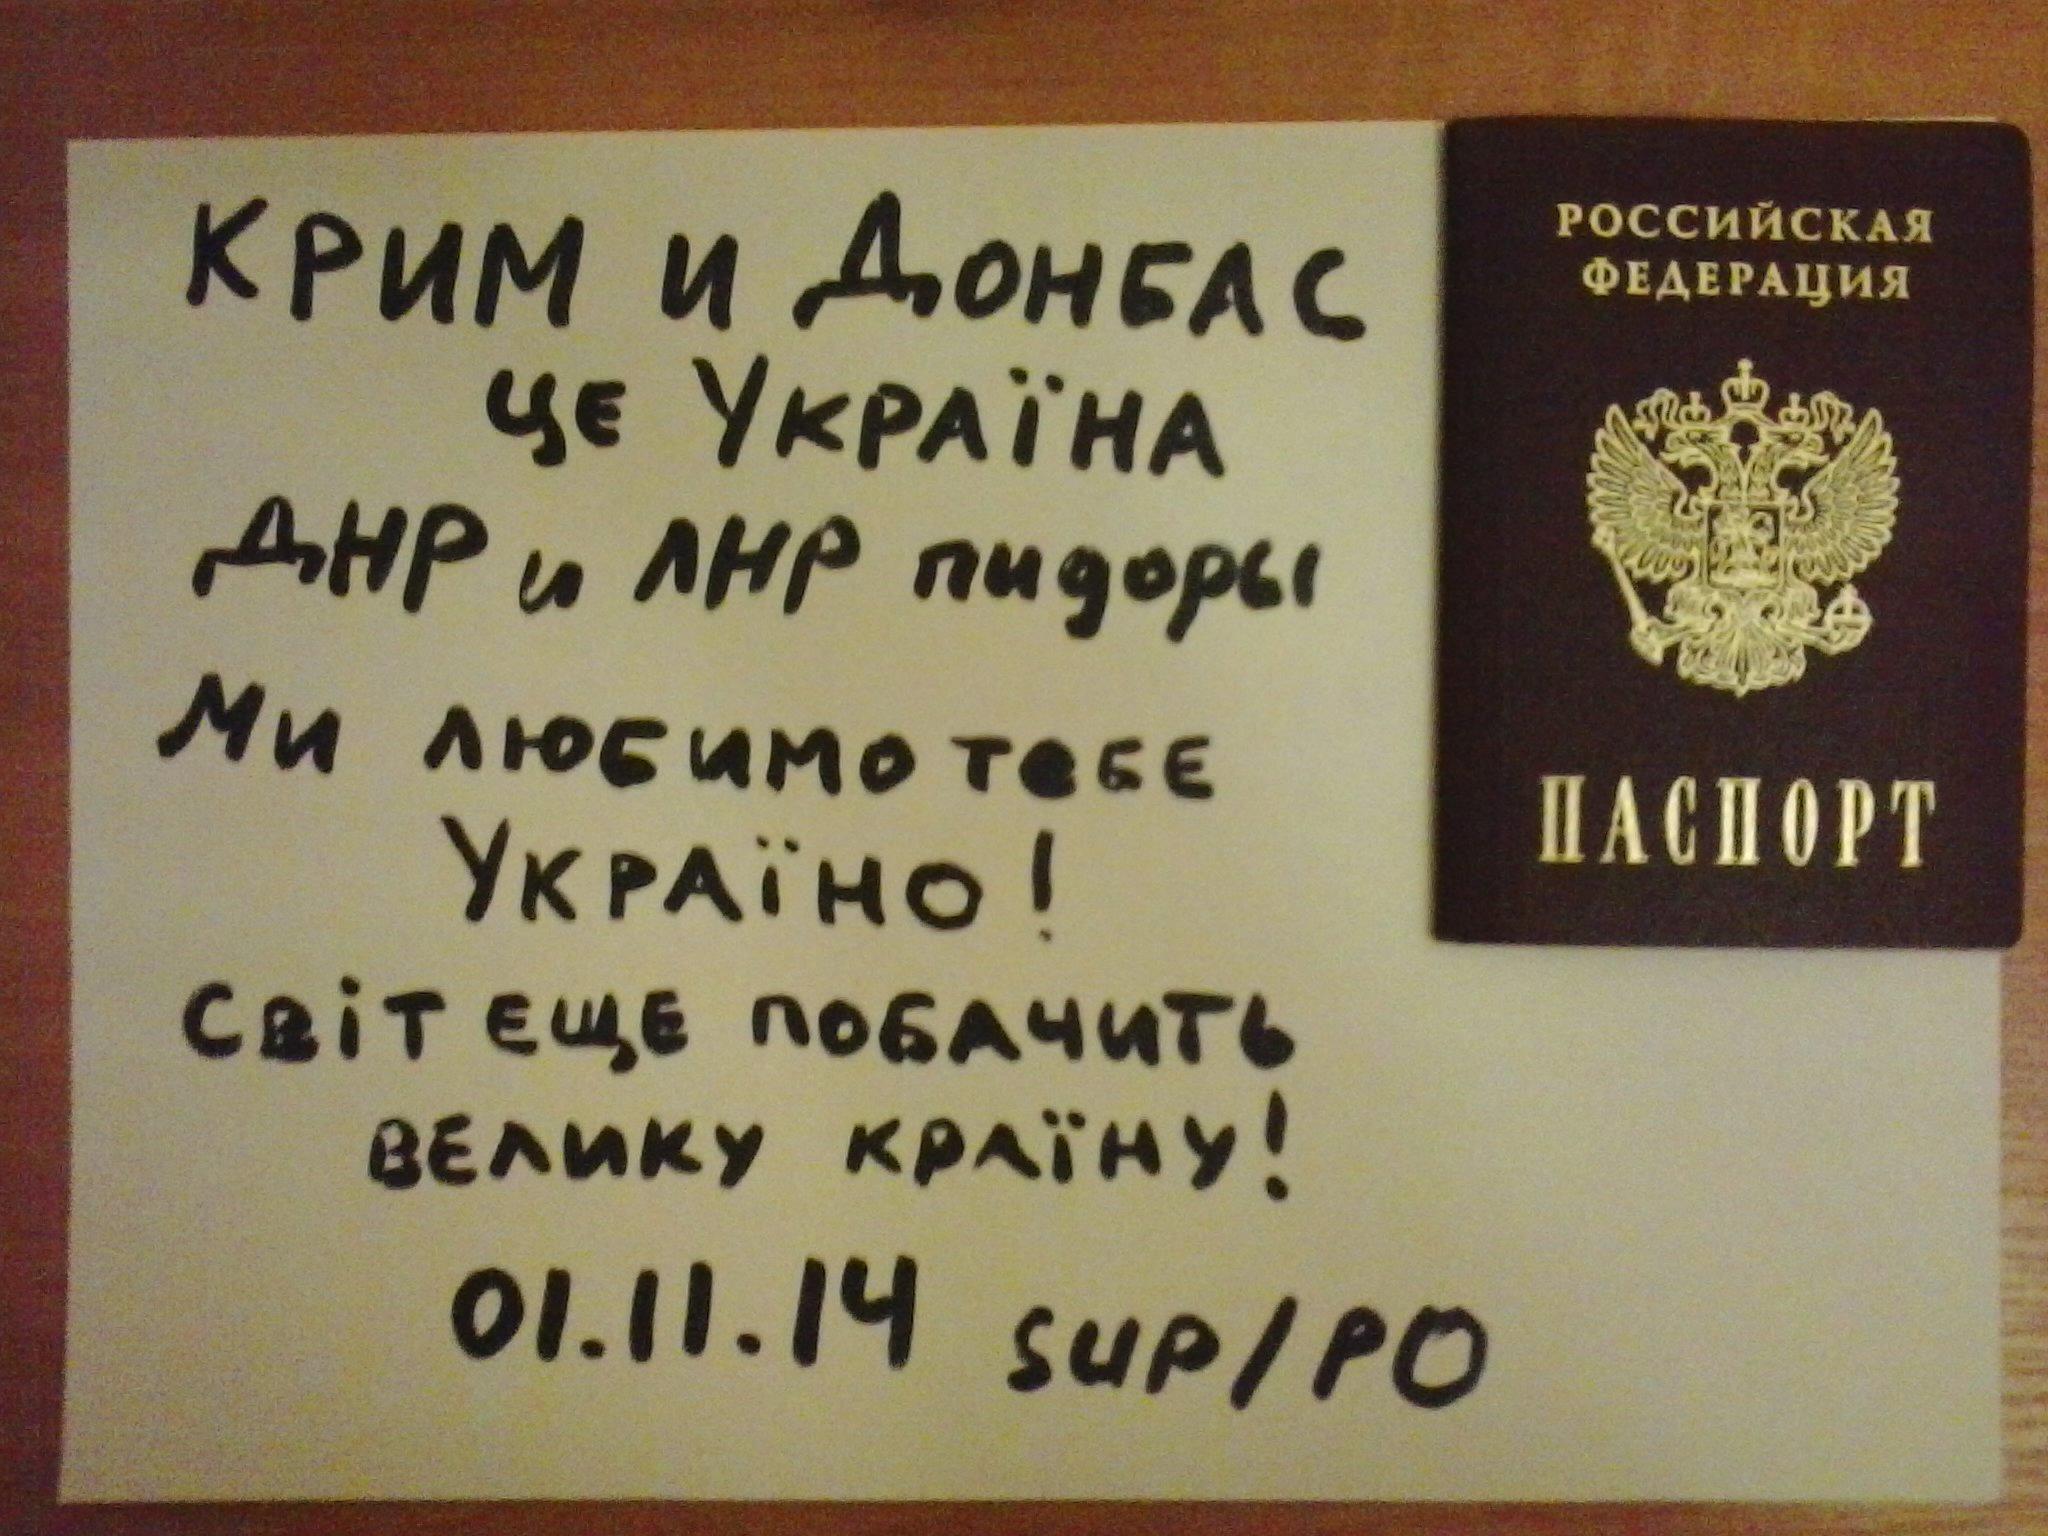 КРИМ И ДОНБАС
ЦЕ УКРАЇНА
ДНР и ЛНР пидоры
МИ ЛЮБИМО ТЕБЕ
УКРАЇНО!
СВІТ ЕЩЕ ПОБАЧИТЬ
ВЕЛИКУ КРАЇНУ!
01.11.14 SUP/PO
РОССИЙСКАЯ
ФЕДЕРАЦИЯ
ПАСПОРТ